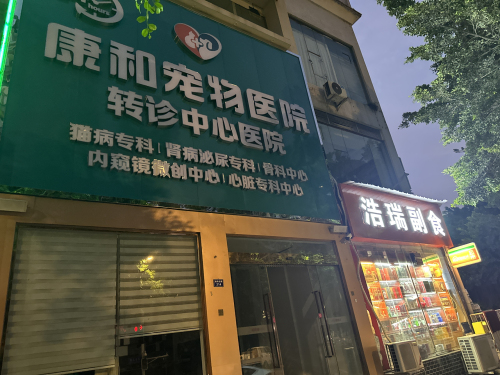 康和宠物医院
转诊中心医院
猫病专科|肾病泌尿专科|骨科中心
内窥镜微创中心|心脏专科中心
浩瑞副食